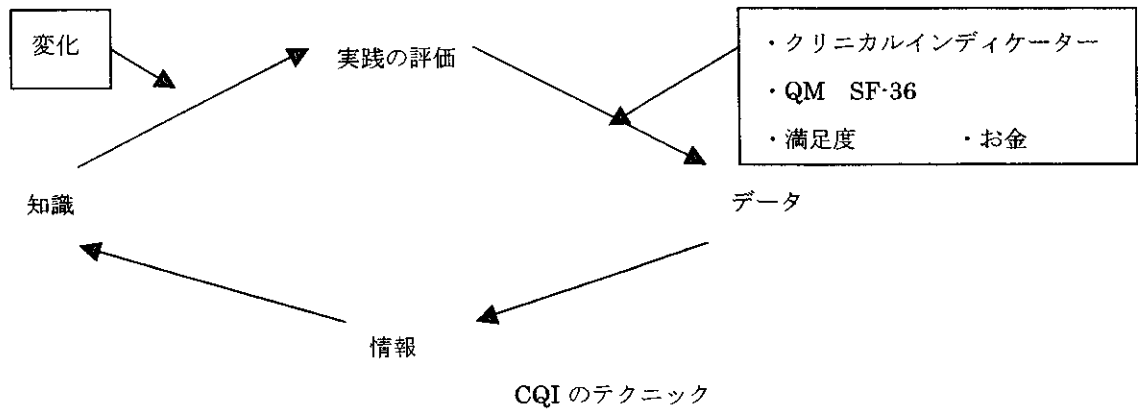 変化
実践の評価
・クリニカルインディケーター
・QM SF-36
・満足度 ・お金
知識
データ
情報
CQI のテクニック